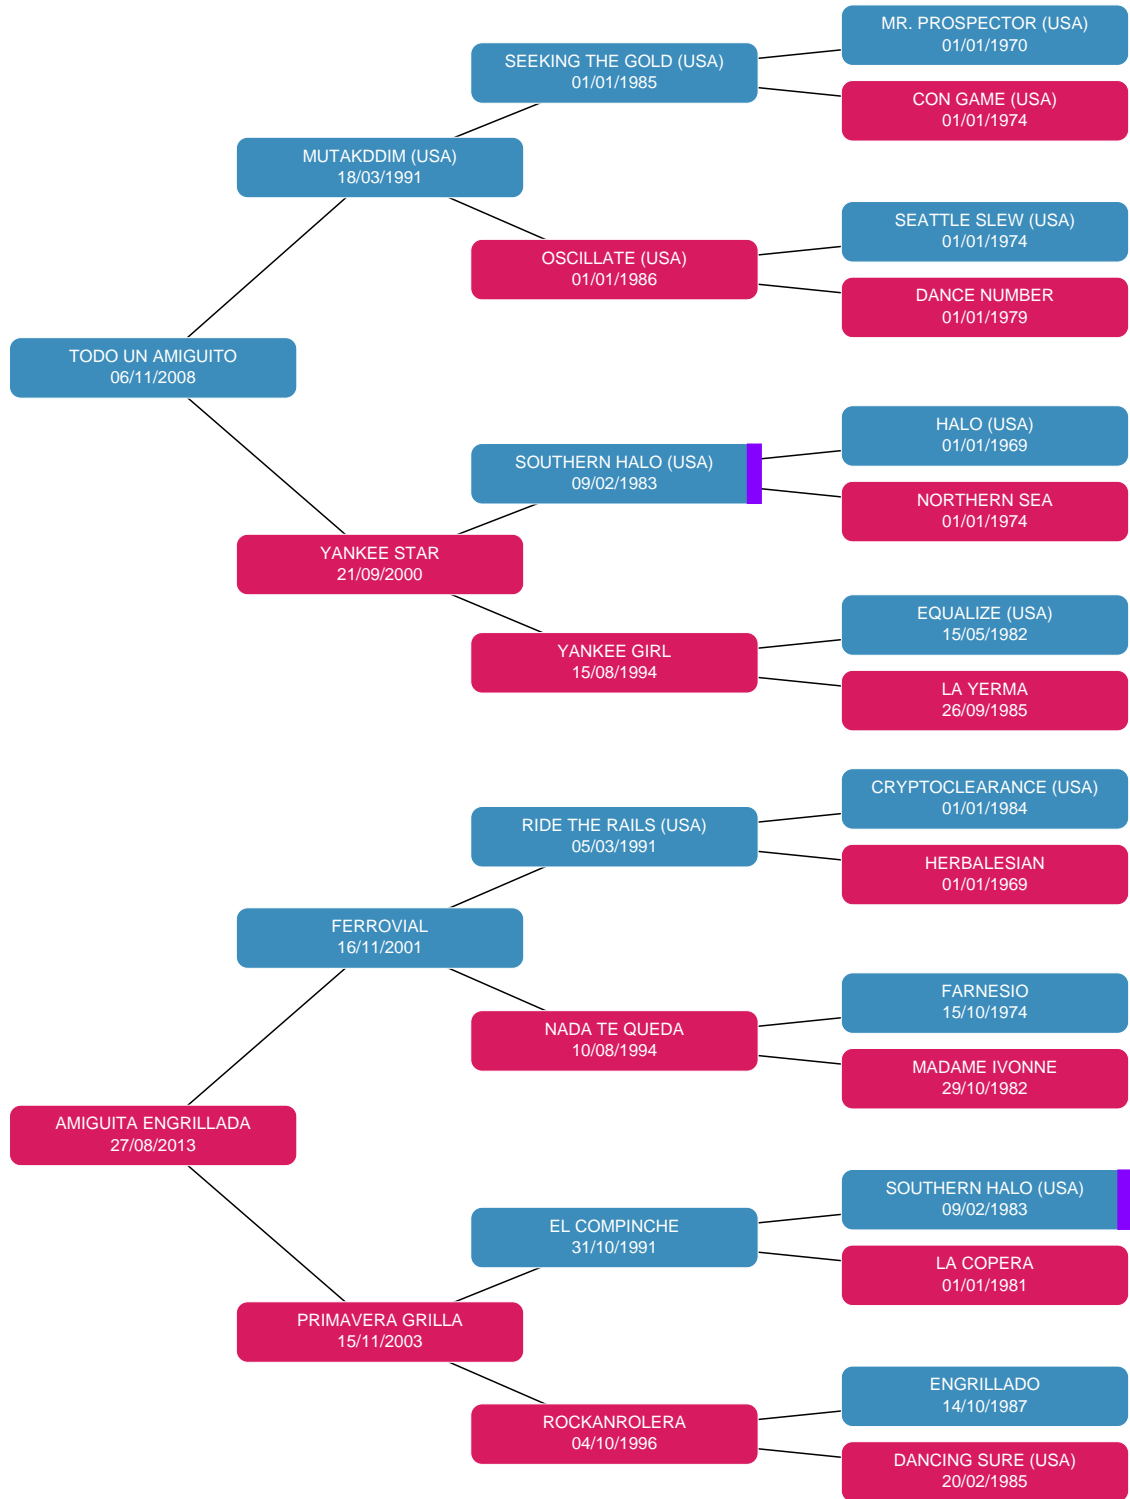 MR. PROSPECTOR (USA)
01/01/1970
SEEKING THE GOLD (USA)
01/01/1985
CON GAME (USA)
01/01/1974
MUTAKDDIM (USA)
18/03/1991
SEATTLE SLEW (USA)
01/01/1974
OSCILLATE (USA)
01/01/1986
DANCE NUMBER
01/01/1979
TODO UN AMIGUITO
06/11/2008
HALO (USA)
01/01/1969
SOUTHERN HALO (USA)
09/02/1983
NORTHERN SEA
01/01/1974
YANKEE STAR
21/09/2000
EQUALIZE (USA)
15/05/1982
YANKEE GIRL
15/08/1994
LA YERMA
26/09/1985
CRYPTOCLEARANCE (USA)
01/01/1984
RIDE THE RAILS (USA)
05/03/1991
HERBALESIAN
01/01/1969
FERROVIAL
16/11/2001
FARNESIO
15/10/1974
NADA TE QUEDA
10/08/1994
MADAME IVONNE
29/10/1982
AMIGUITA ENGRILLADA
27/08/2013
SOUTHERN HALO (USA)
09/02/1983
EL COMPINCHE
31/10/1991
LA COPERA
01/01/1981
PRIMAVERA GRILLA
15/11/2003
ENGRILLADO
14/10/1987
ROCKANROLERA
04/10/1996
DANCING SURE (USA)
20/02/1985